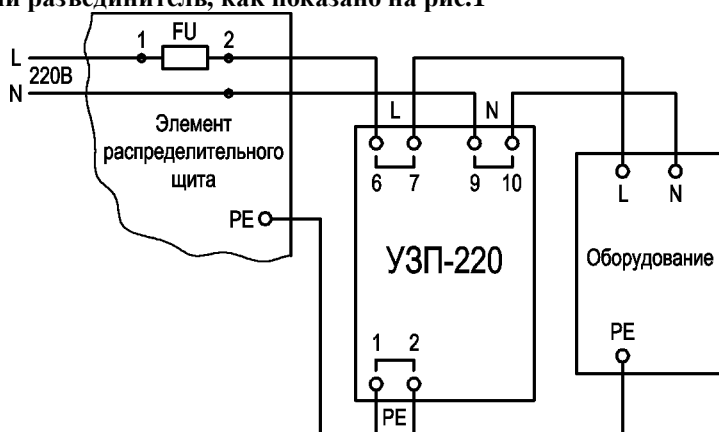 ли разъединитель, как показано на рис.1
1 FU 2
L
220В
N
L N
Элемент
распределительного
щита
6 7 9 10
L N
PE
УЗП-220
Оборудование
1 2
PE
PE